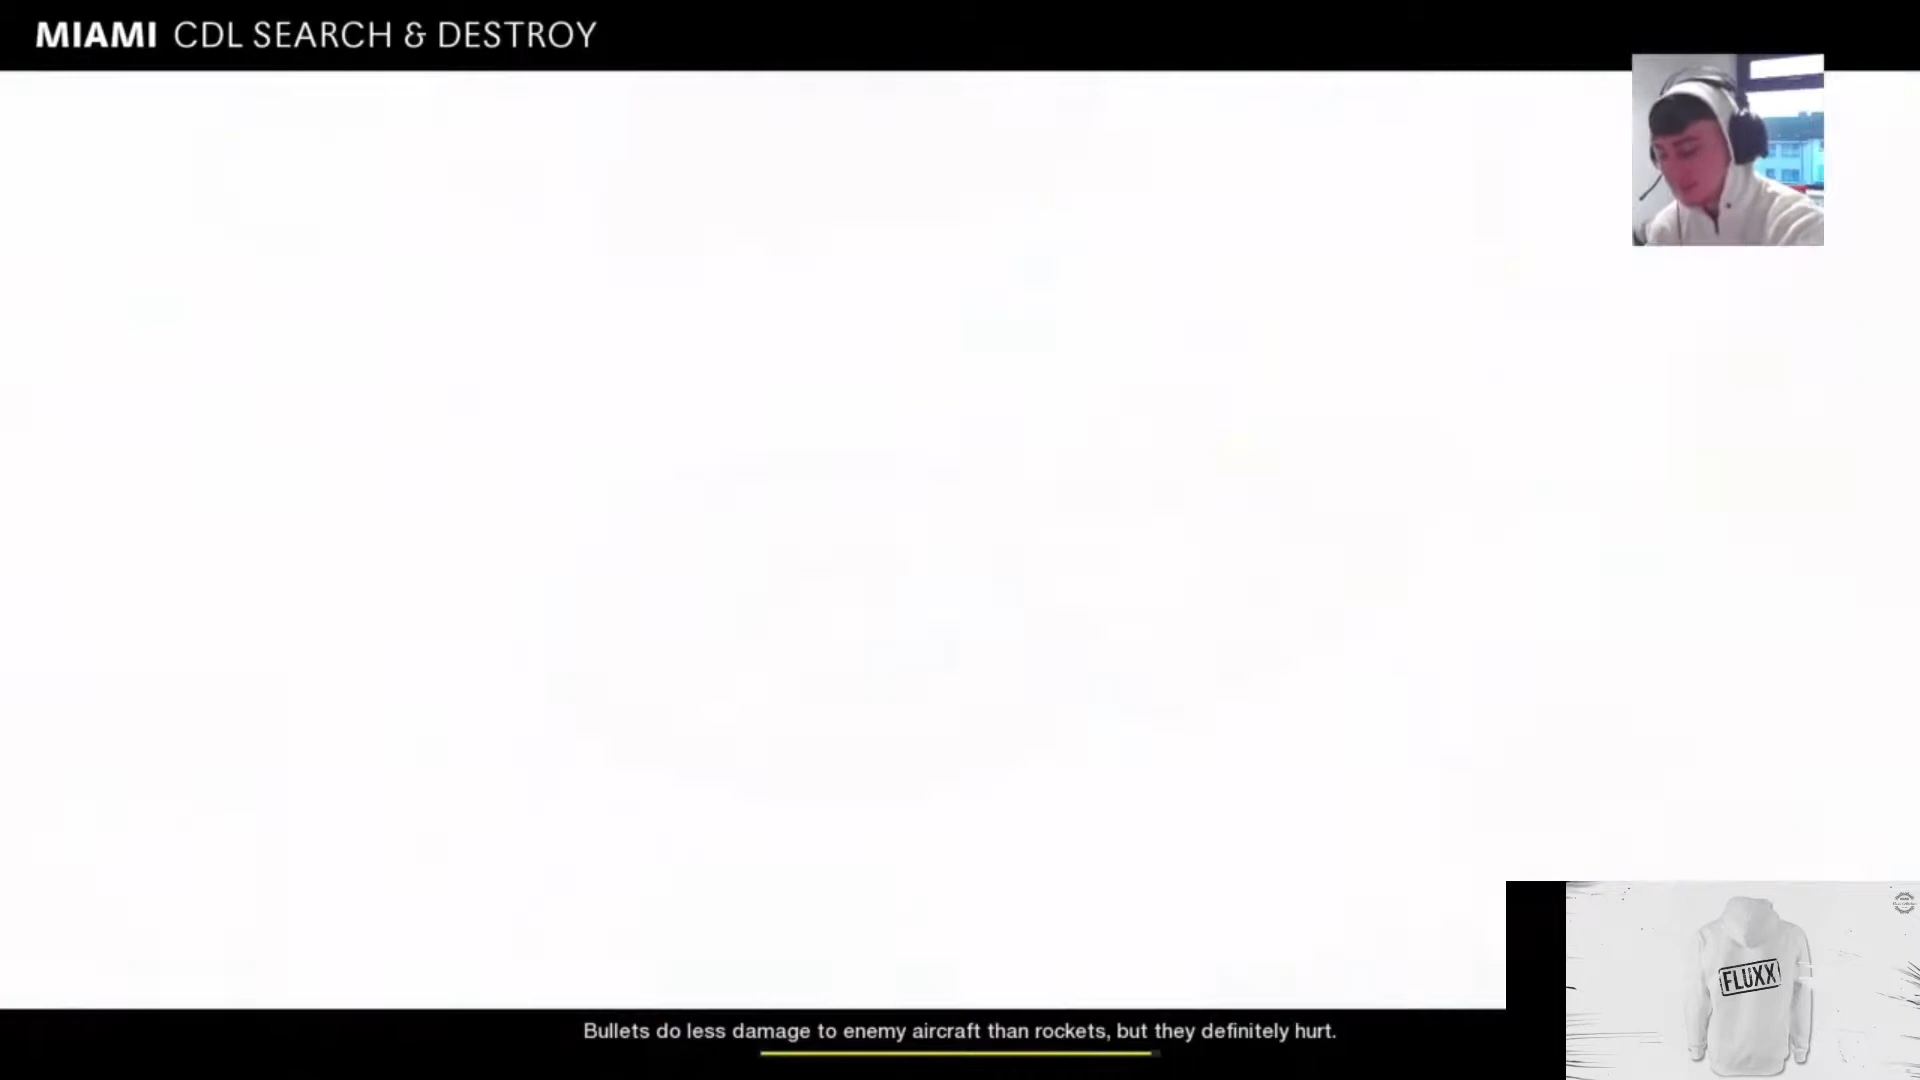 MIAMI CDL SEARCH & DESTROY
FLUXX
Bullets do less damage to enemy aircraft than rockets, but they definitely hurt.